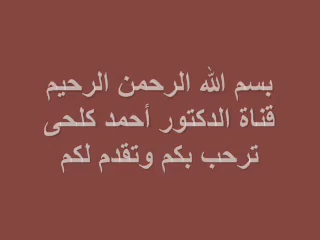 بسم الله الرحمن الرحيم
قناة الدكتور أحمد كلحى
ترحب بكم وتقدم لكم